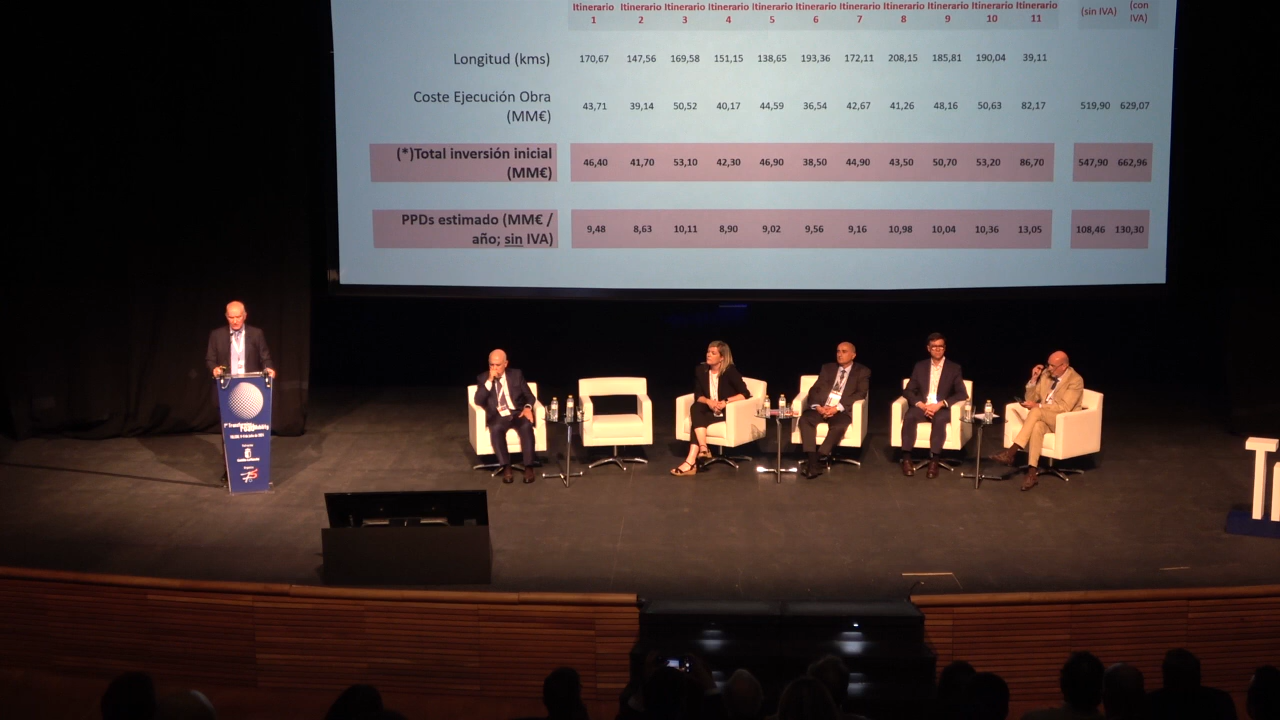 Itinerario Itinerario Itinerario Itinerario Itinerario Itinerario Itinerario Itinerario Itinerario Itinerario Itinerario (sin IVA) (con IVA)
1 2 3 4 5 6 7 8 9 10 11
Longitud (kms) 170,67 147,56 169,58 151,15 138,65 193,36 172,11 208,15 185,81 190,04 39,11
Coste Ejecución Obra
(MM€) 43,71 39,14 50,52 40,17 44,59 36,54 42,67 41,26 48,16 50,63 82,17 519,90 629,07
(*)Total inversión inicial
(MM€) 46,40 41,70 53,10 42,30 46,90 38,50 44,90 43,50 50,70 53,20 86,70 547,90 662,96
PPDs estimado (MM€ /
año; sin IVA) 9,48 8,63 10,11 8,90 9,02 9,56 9,16 10,98 10,04 10,36 13,05 108,46 130,30